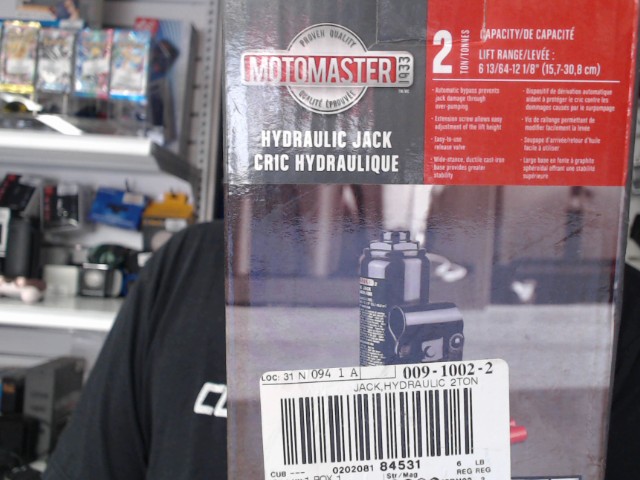 PROVEN QUALITY
MOTOMASTER
1933
QUALITÉ ÉPROUVÉE
HYDRAULIC JACK
CRIC HYDRAULIQUE
2
TON/TONNES
CAPACITY/DE CAPACITÉ
LIFT RANGE/LEVÉE :
6 13/64-12 1/8" (15,7-30,8 cm)
· Automatic bypass prevents
jack damage through
over-pumping
· Extension screw allows easy
adjustment of the lift height
· Easy-to-use
release valve
· Wide-stance, ductile cast-iron
base provides greater
stability
· Dispositif de dérivation automatique
aidant à protéger le cric contre les
dommages causés par le surpompage
· Vis de rallonge permettant de
modifier facilement la
· Soupape d'arrivée/retour d'huile
facile à utiliser
· Large base en fonte à graphite
sphéroïdal offrant une stabilité
supérieure
LOC: 31 N 094 1 A
009-1002-2
JACK,HYDRAULIC 2TON
CUB
0202081 84531
6 LB
Str/Mag
REG REG
BOX 1